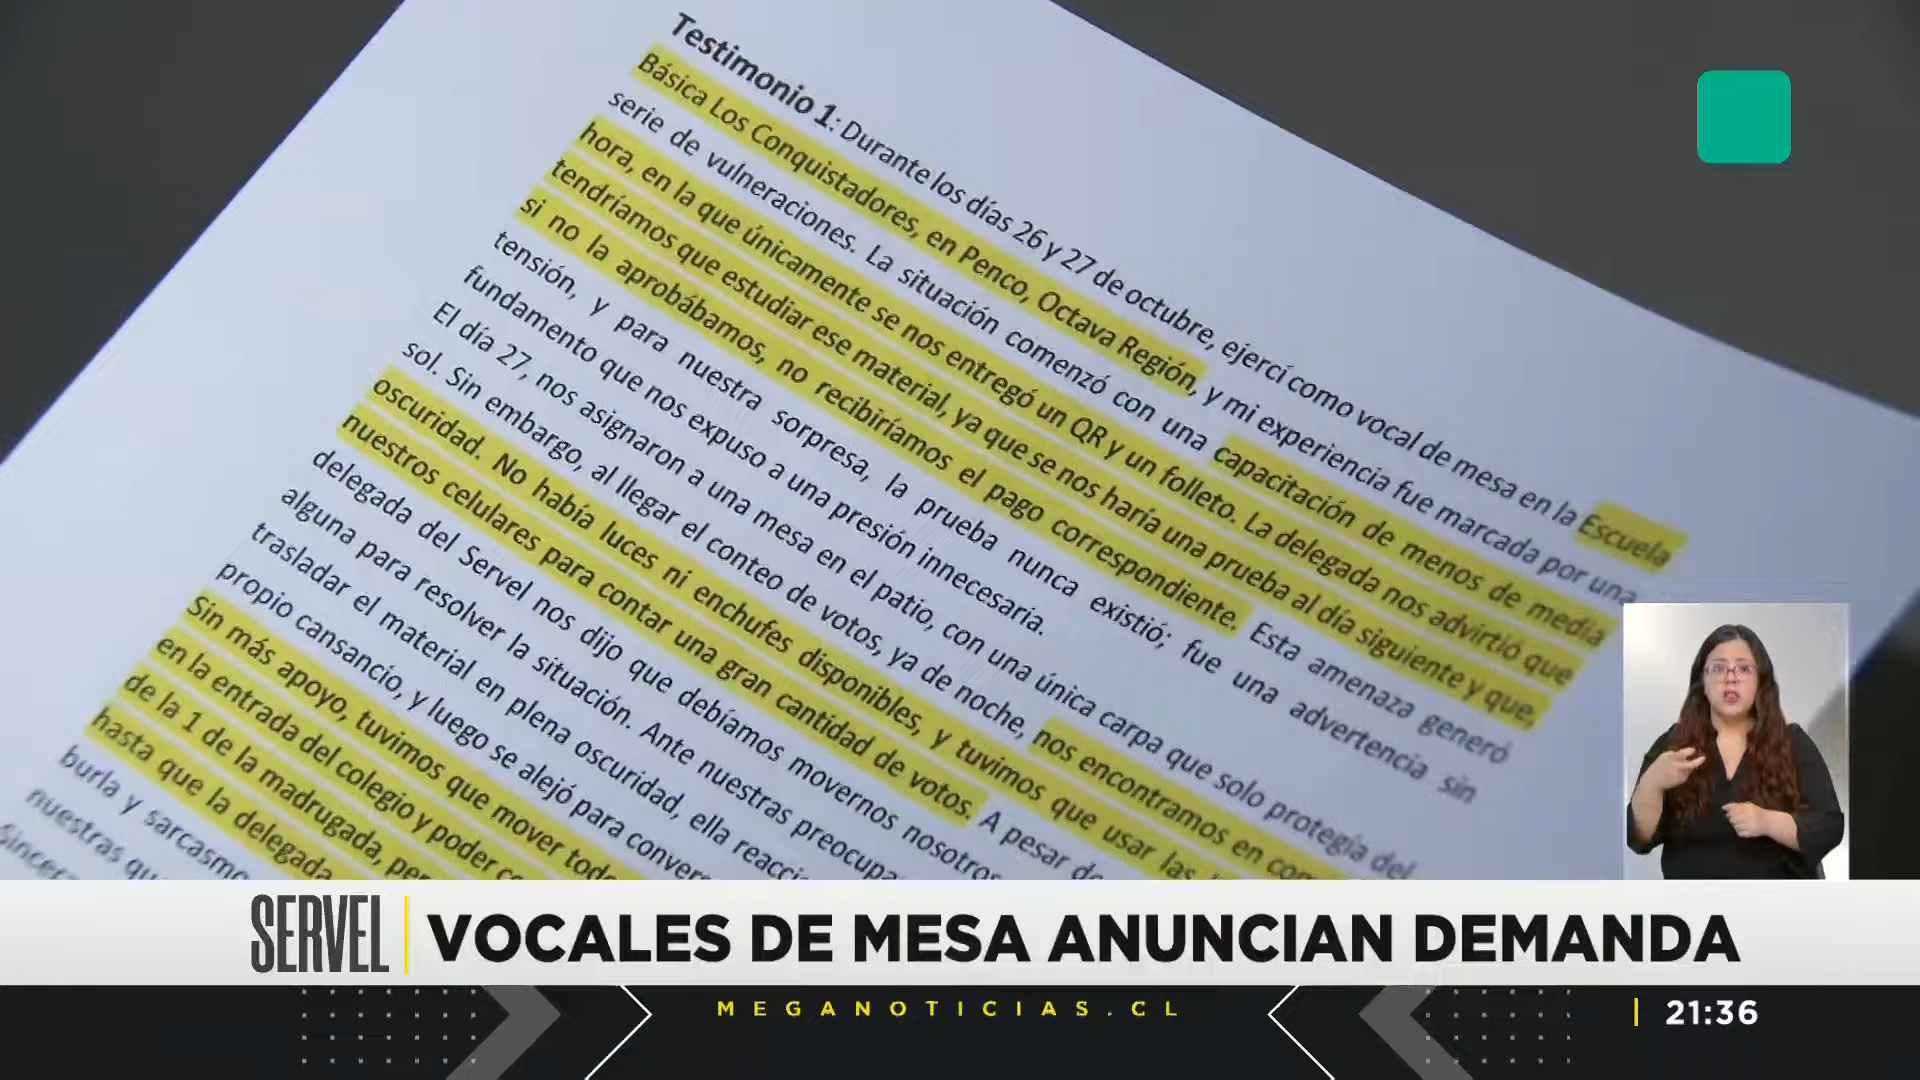 Testimonio 1: Durante los días 26 y 27 de octubre, ejercí como vocal de mesa en la Escuela
Básica Los Conquistadores, en Penco, Octava Región, y mi experiencia fue marcada por una
serie de vulneraciones. La situación comenzó con una capacitación de menos de media
hora, en la que únicamente se nos entregó un QR y un folleto. La delegada nos advirtió que
tendríamos que estudiar ese material, ya que se nos haría una prueba al día siguiente y que,
si no la aprobábamos, no recibiríamos el pago correspondiente. Esta amenaza generó
tensión, y para nuestra sorpresa, la prueba nunca existió; fue una advertencia sin
fundamento que nos expuso a una presión innecesaria.
El día 27, nos asignaron a una mesa en el patio, con una única carpa que solo protegía del
sol. Sin embargo, al llegar el conteo de votos, ya de noche, nos encontramos en
oscuridad. No había luces ni enchufes disponibles, y tuvimos que usar las
nuestros celulares para contar una gran cantidad de votos. A pesar de
delegada del Servel nos dijo que debíamos movernos nosotros
alguna para resolver la situación. Ante nuestras preocupa
trasladar el material en plena oscuridad, ella reacci
propio cansancio, y luego se alejó para convers
Sin más apoyo, tuvimos que mover todo
en la entrada del colegio y poder
de la 1 de la madrugada, per
hasta que la delegada
burla y sarcasmo
nuestras qu
Sincer
SERVEL
VOCALES DE MESA ANUNCIAN DEMANDA
MEGANOTICIAS.CL
21:36